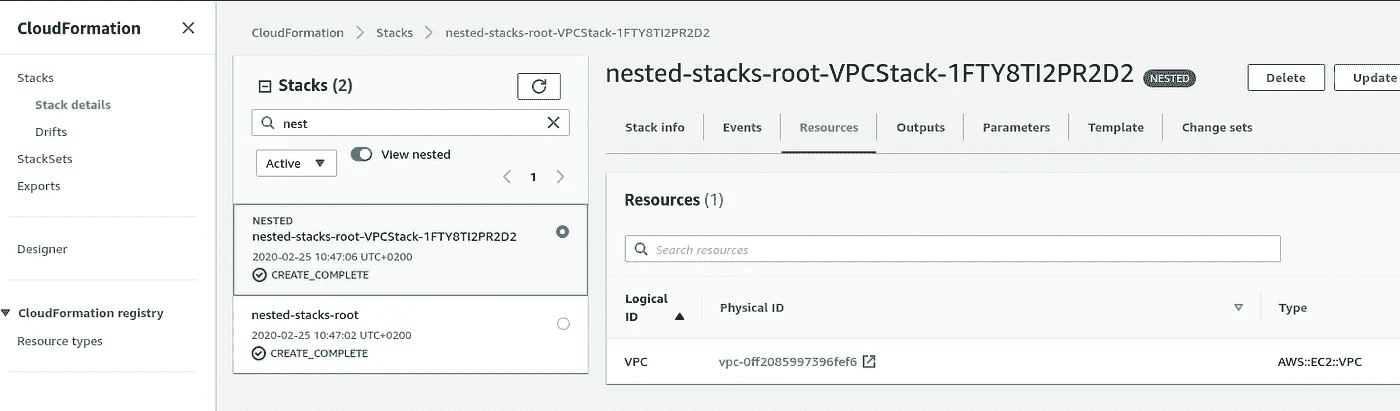 CloudFormation
Stacks
Stack details
Drifts
StackSets
Exports
Designer
CloudFormation registry
Resource types
CloudFormation Stacks nested-stacks-root-VPCStack-1FTY8TI2PR2D2
Stacks (2)
nest
Active View nested
1
NESTED
nested-stacks-root-VPCStack-1FTY8TI2PR2D2
2020-02-25 10:47:06 UTC+0200
CREATE_COMPLETE
nested-stacks-root
2020-02-25 10:47:02 UTC+0200
CREATE_COMPLETE
nested-stacks-root-VPCStack-1FTY8TI2PR2D2 NESTED Delete Update
Stack info Events Resources Outputs Parameters Template Change sets
Resources (1)
Search resources
Logical ID Physical ID Type
VPC vpc-0ff2085997396fef6 AWS::EC2::VPC